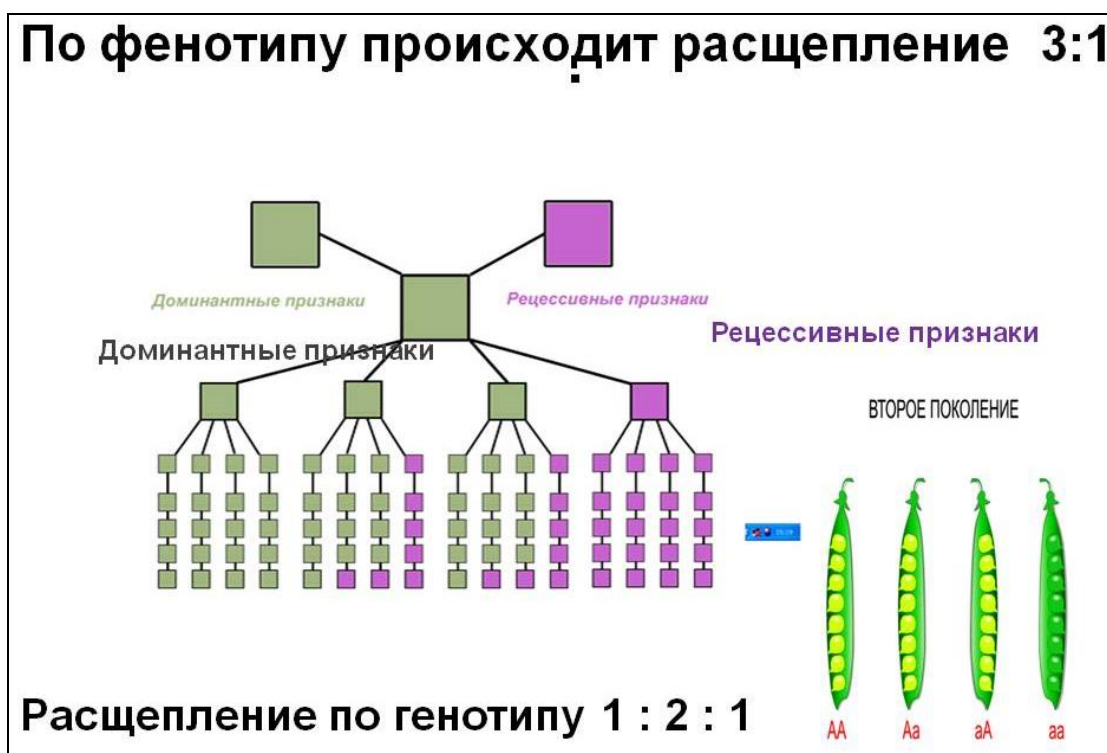 По фенотипу происходит расщепление 3:1
.
Доминантные признаки
Рецессивные признаки
Доминантные признаки
Рецессивные признаки
ВТОРОЕ ПОКОЛЕНИЕ
АА
Аа
аА
аа
Расщепление по генотипу 1 : 2 : 1